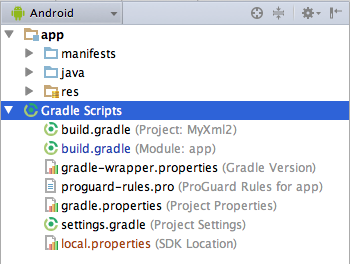 Android
app
manifests
java
res
Gradle Scripts
build.gradle (Project: MyXml2)
build.gradle (Module: app)
gradle-wrapper.properties (Gradle Version)
proguard-rules.pro (ProGuard Rules for app)
gradle.properties (Project Properties)
settings.gradle (Project Settings)
local.properties (SDK Location)